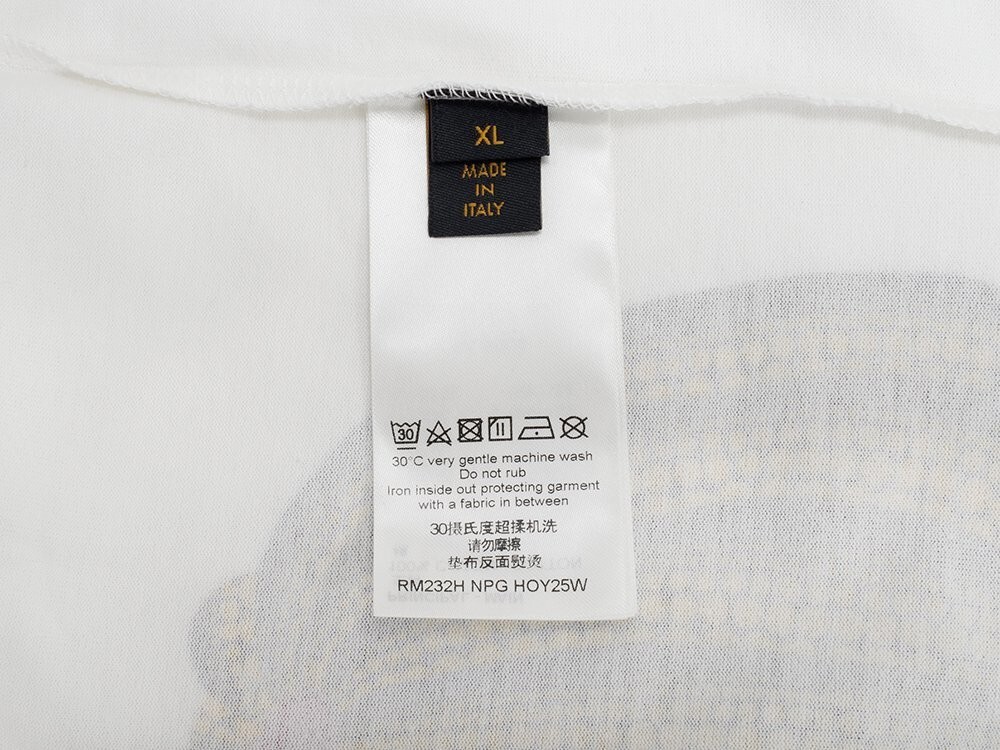 XL
MADE
IN
ITALY
30
30°C very gentle machine wash
Do not rub
Iron inside out protecting garment
with a fabric in between
30摄氏度超揉机洗
请勿摩擦
垫布反面熨烫
RM232H NPG HOY25W